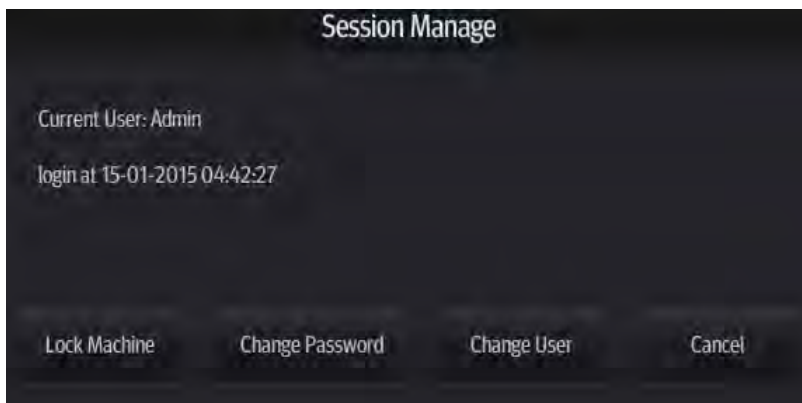 Session Manage
Current User: Admin
login at 15-01-2015 04:42:27
Lock Machine Change Password Change User Cancel